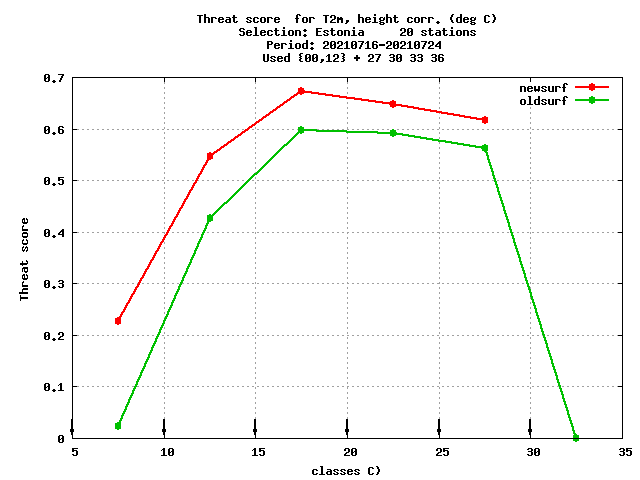 Threat score for T2m, height corr. (deg C)
Selection: Estonia 20 stations
Period: 20210716-20210724
Used {00,12} + 27 30 33 36
newsurf
oldsurf
Threat score
0.7
0.6
0.5
0.4
0.3
0.2
0.1
0
5 10 15 20 25 30 35
classes C)